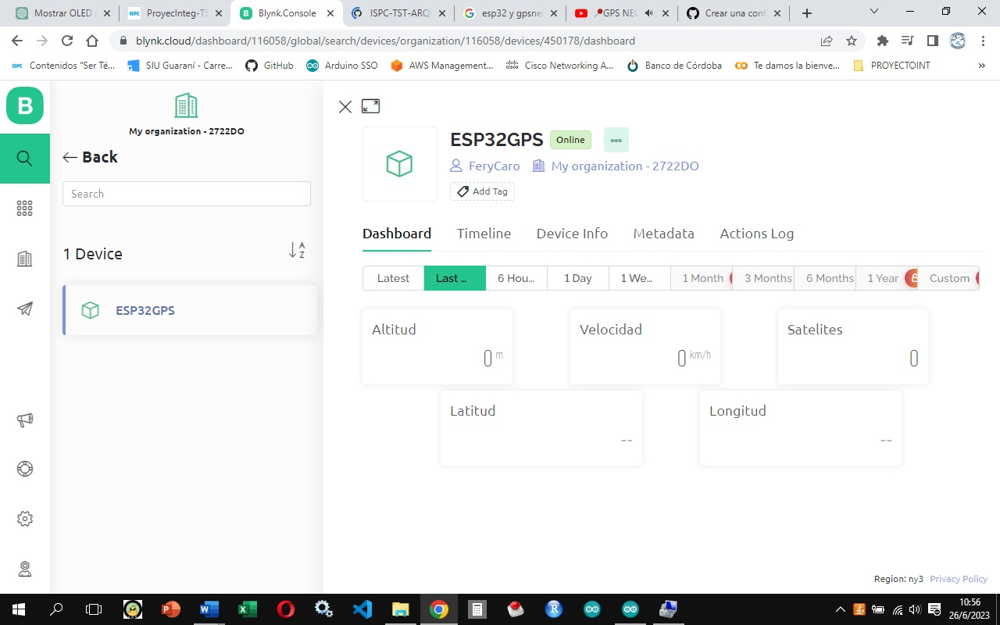 Mostrar OLED
ProyecInteg-TS
Blynk.Console
ISPC-TST-ARQ
esp32 y gpsne
GPS NEO
Crear una conf
blynk.cloud/dashboard/116058/global/search/devices/organization/116058/devices/450178/dashboard
ISPC
Contenidos "Ser Té...
SIU Guaraní - Carre...
GitHub
Arduino SSO
AWS Management...
Cisco Networking A...
Banco de Córdoba
Te damos la bienve...
PROYECTOINT
»
B
My organization - 2722DO
Back
Search
1 Device
A
Z
ESP32GPS
ESP32GPS
Online
FeryCaro
My organization - 2722DO
Add Tag
Dashboard
Timeline
Device Info
Metadata
Actions Log
Latest
Last ...
6 Hou...
1 Day
1 We...
1 Month
3 Months
6 Months
1 Year
Custom
Altitud
0 m
Velocidad
0 km/h
Satelites
0
Latitud
--
Longitud
--
Region: ny3
Privacy Policy
10:56
26/6/2023